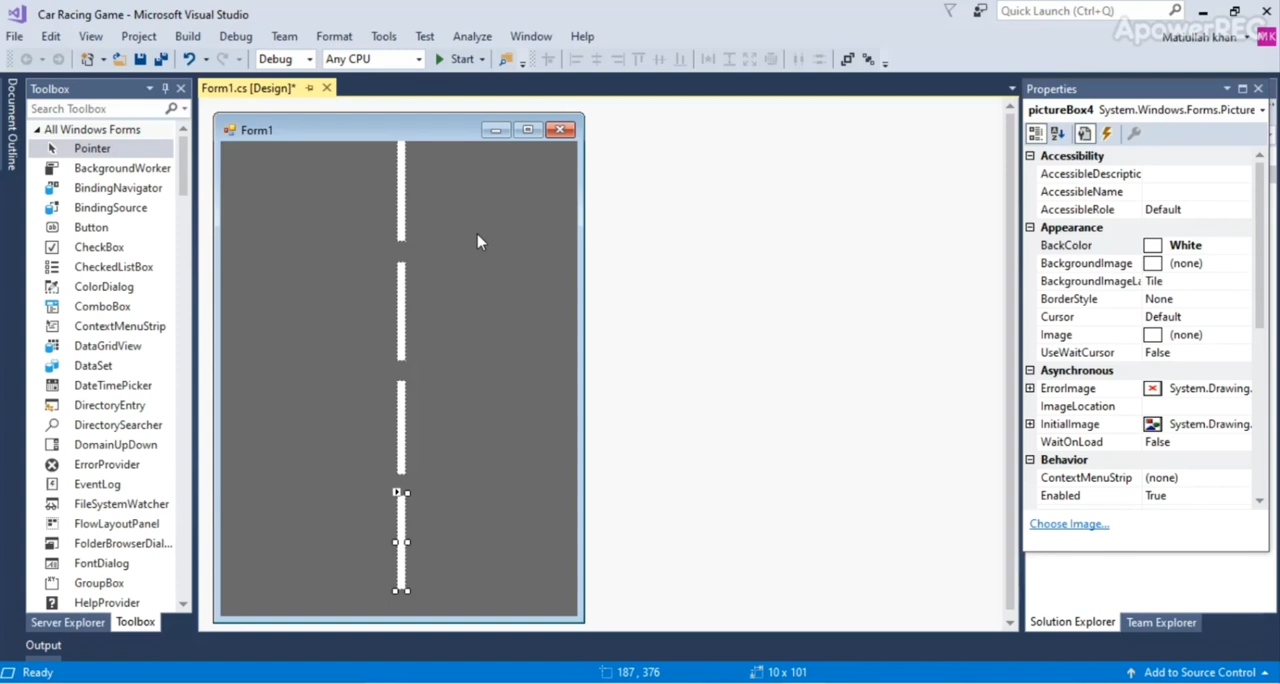 Car Racing Game - Microsoft Visual Studio
Quick Launch (Ctrl+Q)
ApowerREC
File Edit View Project Build Debug Team Format Tools Test Analyze Window Help
Matiullah khan MK
Debug Any CPU Start
Document Outline
Toolbox
Search Toolbox
All Windows Forms
Pointer
BackgroundWorker
BindingNavigator
BindingSource
Button
CheckBox
CheckedListBox
ColorDialog
ComboBox
ContextMenuStrip
DataGridView
DataSet
DateTimePicker
DirectoryEntry
DirectorySearcher
DomainUpDown
ErrorProvider
EventLog
FileSystemWatcher
FlowLayoutPanel
FolderBrowserDial...
FontDialog
GroupBox
HelpProvider
Server Explorer Toolbox
Form1.cs [Design]*
Form1
Properties
pictureBox4 System.Windows.Forms.Picture
Accessibility
AccessibleDescriptic
AccessibleName
AccessibleRole Default
Appearance
BackColor White
BackgroundImage (none)
BackgroundImageLa Tile
BorderStyle None
Cursor Default
Image (none)
UseWaitCursor False
Asynchronous
ErrorImage System.Drawing.
ImageLocation
InitialImage System.Drawing.
WaitOnLoad False
Behavior
ContextMenuStrip (none)
Enabled True
Choose Image...
Solution Explorer Team Explorer
Output
Ready 187 , 376 10 x 101 Add to Source Control